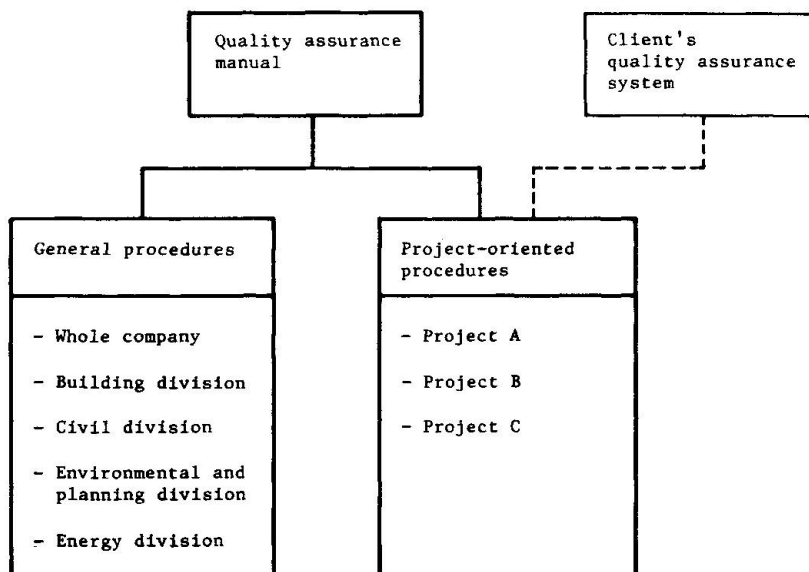 Quality assurance
manual
Client's
quality assurance
system
General procedures
- Whole company
- Building division
- Civil division
- Environmental and
planning division
- Energy division
Project-oriented
procedures
- Project A
- Project B
- Project C